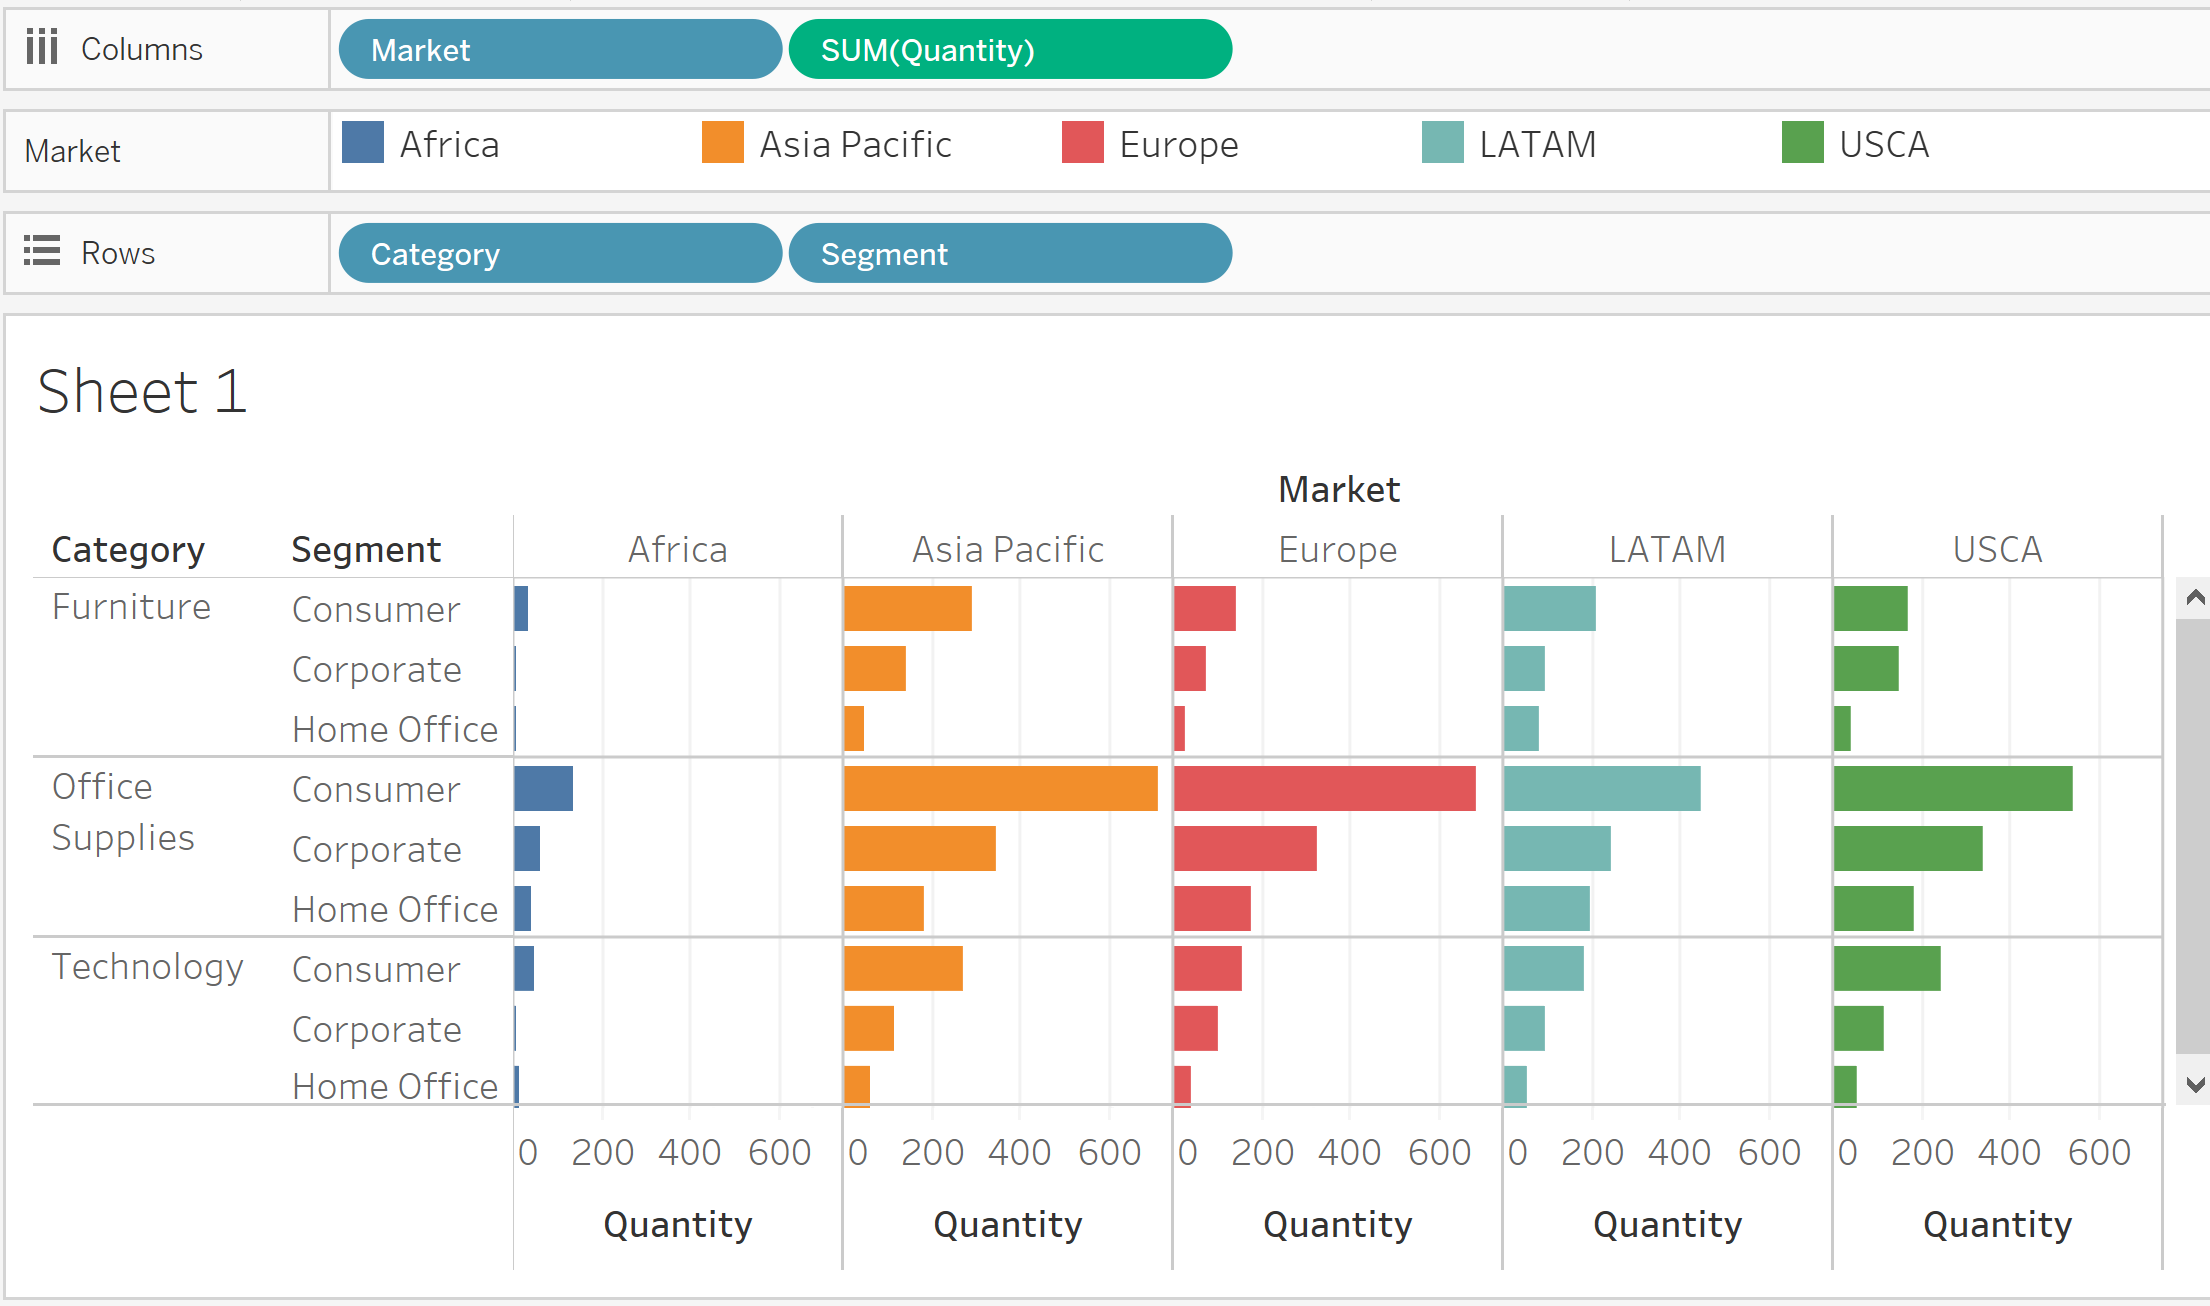 Columns Market SUM(Quantity)
Market Africa Asia Pacific Europe LATAM USCA
Rows Category Segment
Sheet 1
Market
Category Segment Africa Asia Pacific Europe LATAM USCA
Furniture Consumer
Corporate
Home Office
Office Supplies Consumer
Corporate
Home Office
Technology Consumer
Corporate
Home Office
0 200 400 600 0 200 400 600 0 200 400 600 0 200 400 600 0 200 400 600
Quantity Quantity Quantity Quantity Quantity